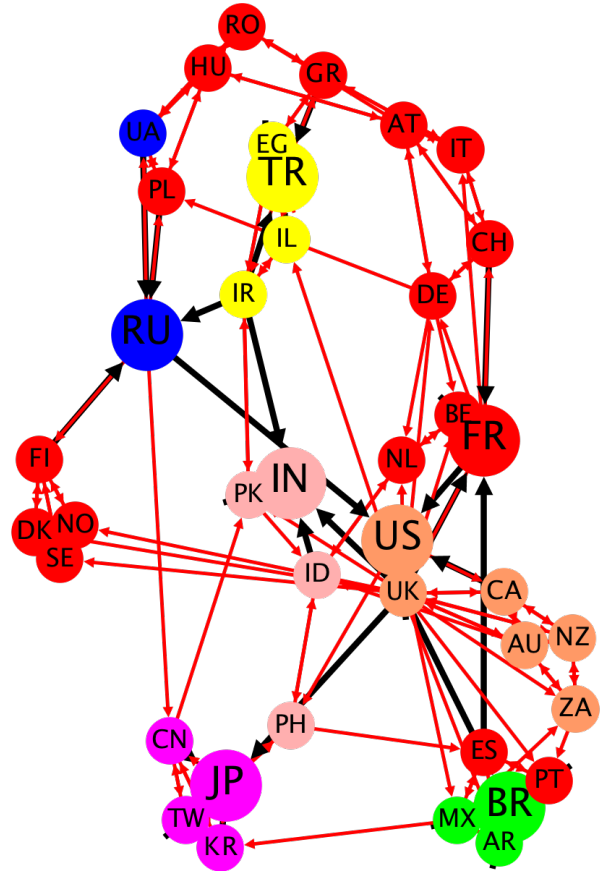 RO
HU
GR
UA
AT
EG
IT
TR
PL
IL
CH
IR
DE
RU
BE
FR
FI
NL
IN
PK
DK
NO
US
SE
ID
UK
CA
AU
NZ
ZA
PH
CN
ES
JP
PT
BR
TW
MX
KR
AR